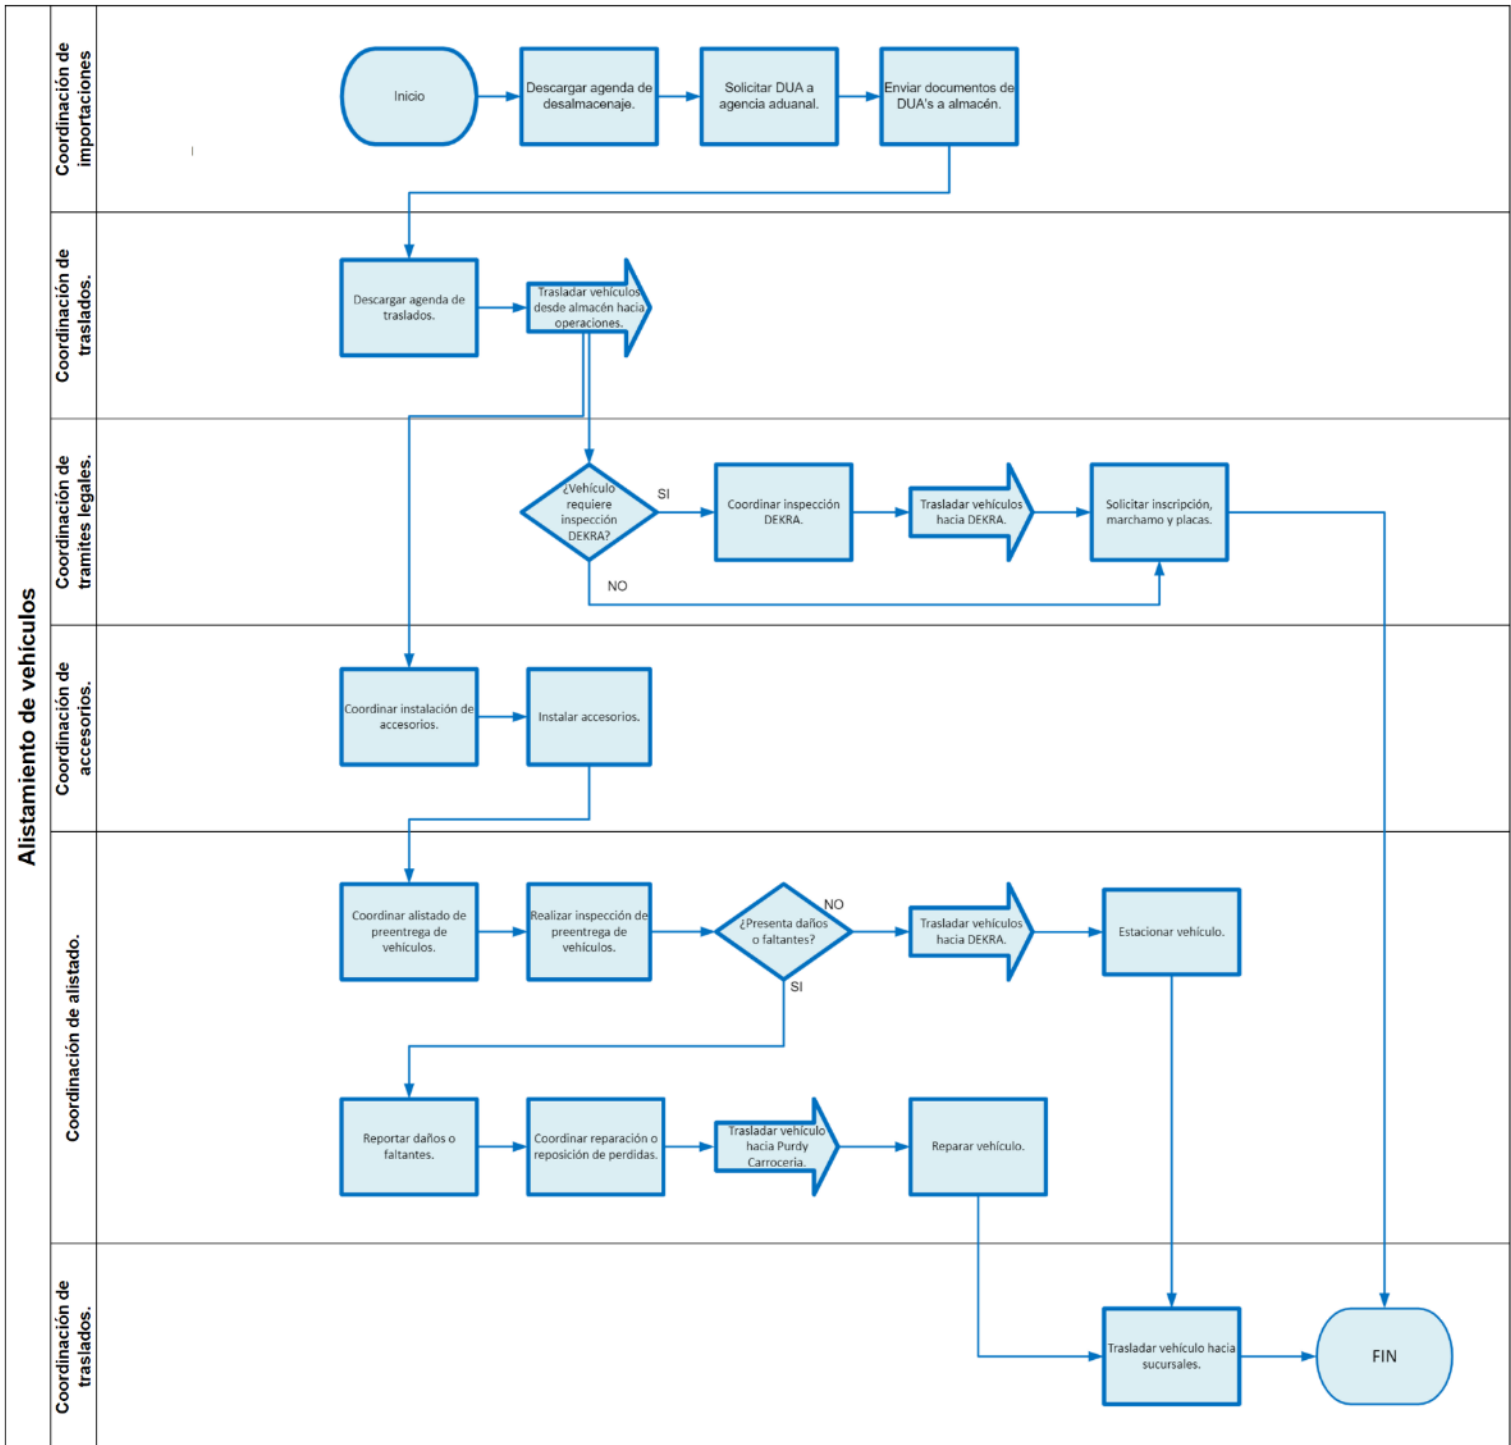 Alistamiento de vehículos
Coordinación de
importaciones
Inicio
Descargar agenda de
desalmacenaje.
Solicitar DUA a
agencia aduanal.
Enviar documentos de
DUA's a almacén.
Coordinación de
traslados.
Descargar agenda de
traslados.
Trasladar vehículos
desde almacén hacia
operaciones.
Coordinación de
tramites legales.
¿Vehículo
requiere
inspección
DEKRA?
SI
NO
Coordinar inspección
DEKRA.
Trasladar vehículos
hacia DEKRA.
Solicitar inscripción,
marchamo y placas.
Coordinación de
accesorios.
Coordinar instalación de
accesorios.
Instalar accesorios.
Coordinación de alistado.
Coordinar alistado de
preentrega de
vehículos.
Realizar inspección de
preentrega de
vehículos.
¿Presenta daños
o faltantes?
NO
SI
Trasladar vehículos
hacia DEKRA.
Estacionar vehículo.
Reportar daños o
faltantes.
Coordinar reparación o
reposición de perdidas.
Trasladar vehículo
hacia Purdy
Carroceria.
Reparar vehículo.
Coordinación de
traslados.
Trasladar vehículo hacia
sucursales.
FIN